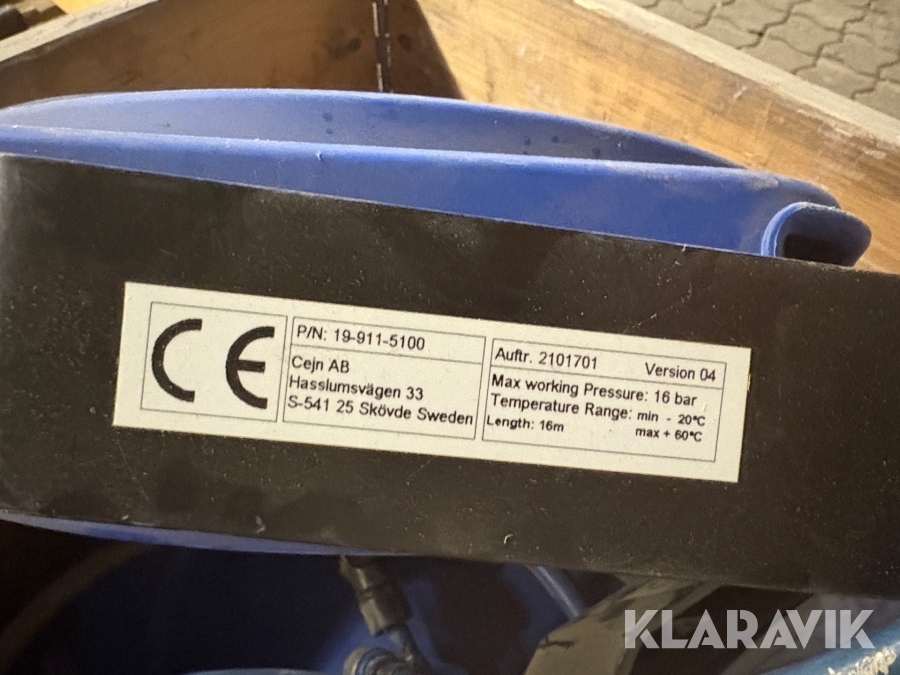 CE
P/N: 19-911-5100
Cejn AB
Hasslumsvägen 33
S-541 25 Skövde Sweden
Auftr. 2101701 Version 04
Max working Pressure: 16 bar
Temperature Range: min - 20°C
Length: 16m max + 60°C
KLARAVIK